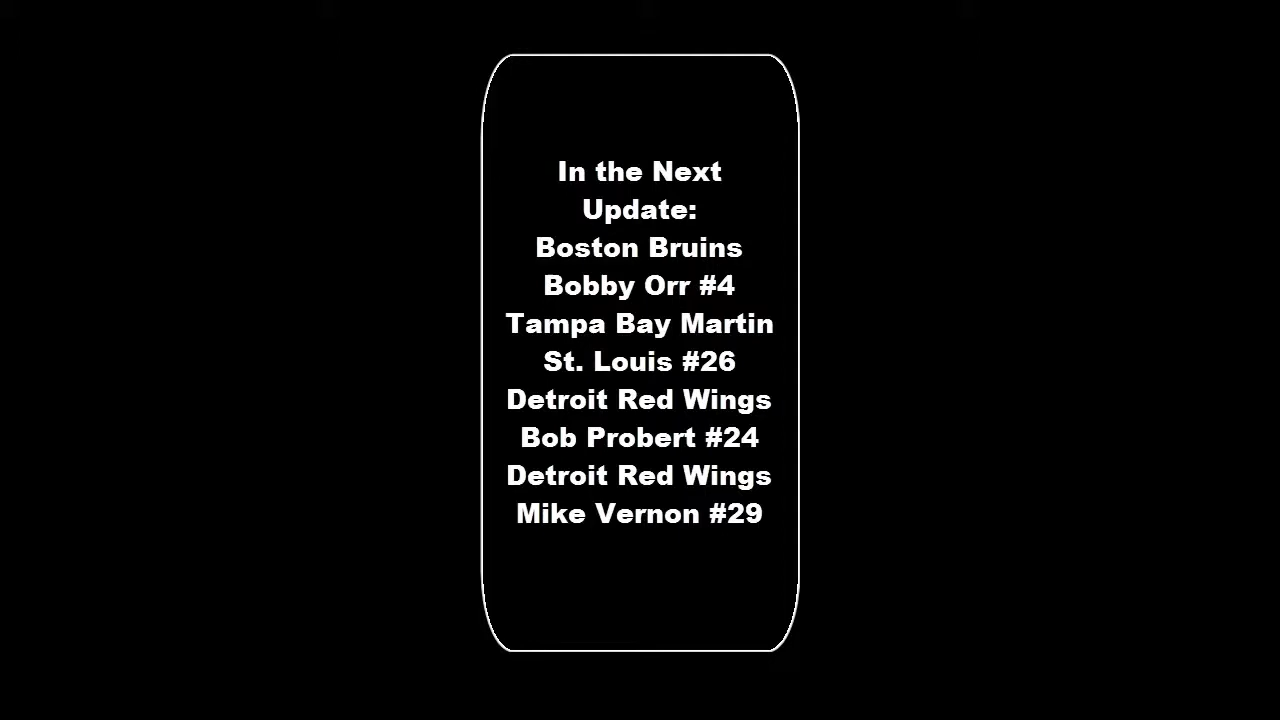 In the Next
Update:
Boston Bruins
Bobby Orr #4
Tampa Bay Martin
St. Louis #26
Detroit Red Wings
Bob Probert #24
Detroit Red Wings
Mike Vernon #29